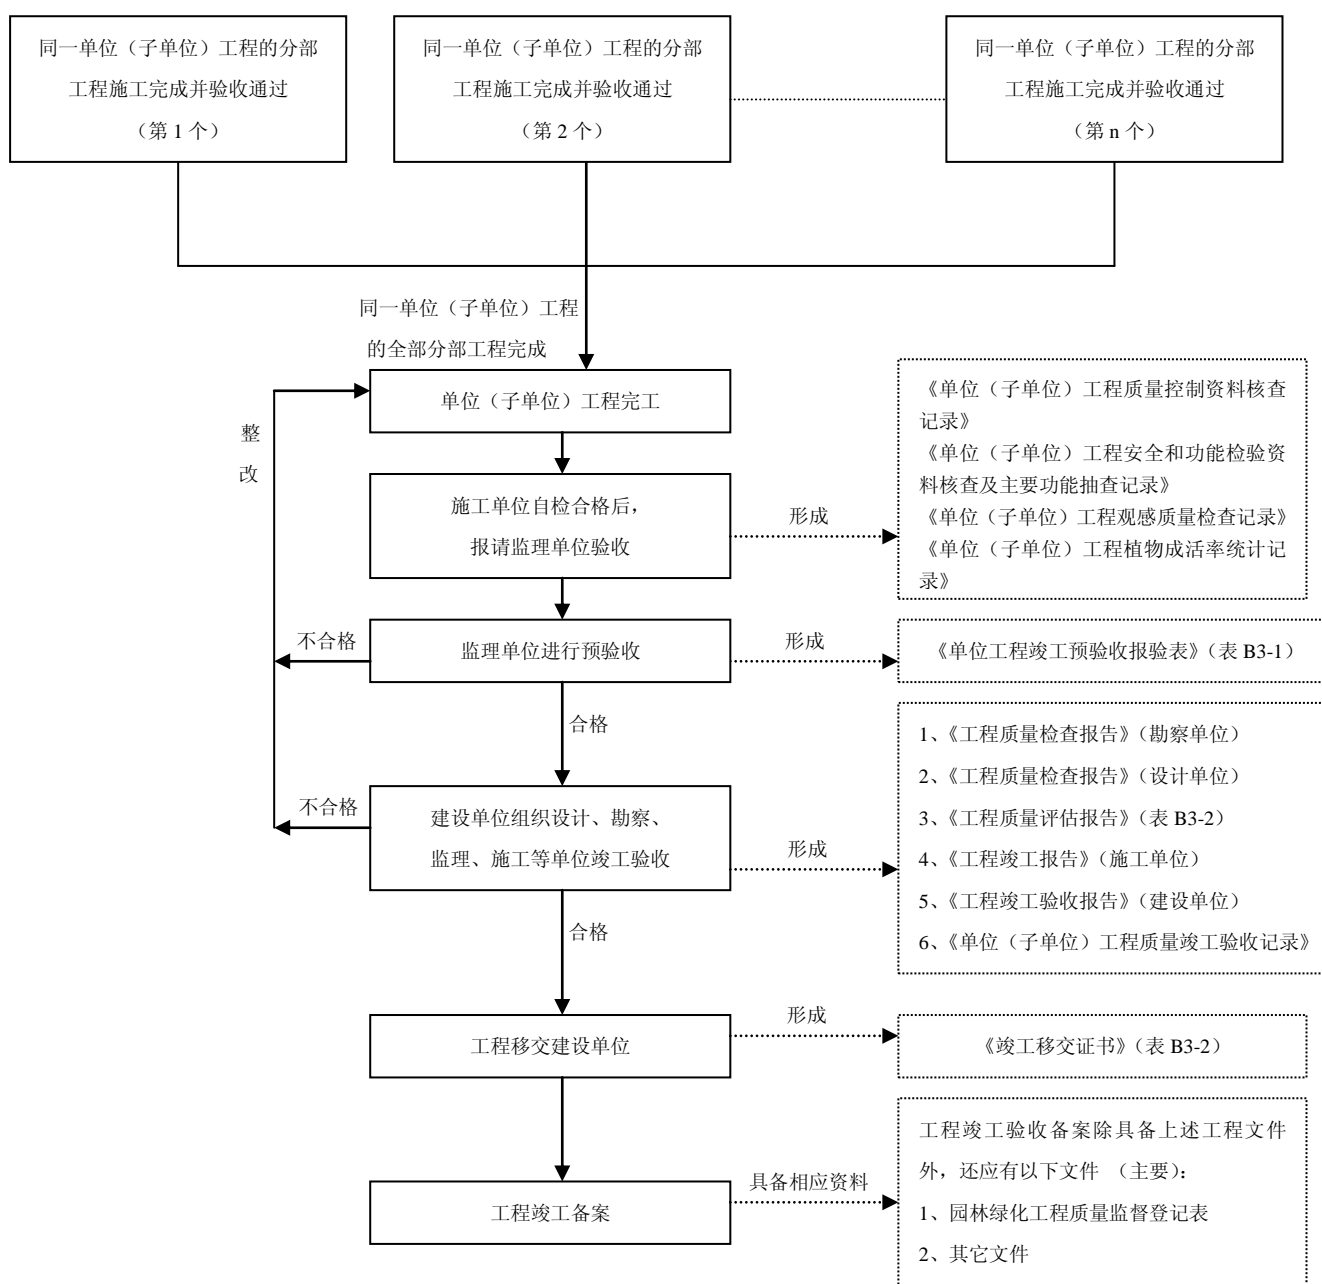 同一单位（子单位）工程的分部
工程施工完成并验收通过
（第 1 个）
同一单位（子单位）工程的分部
工程施工完成并验收通过
（第 2 个）
同一单位（子单位）工程的分部
工程施工完成并验收通过
（第 n 个）
同一单位（子单位）工程
的全部分部工程完成
单位（子单位）工程完工
整
改
施工单位自检合格后，
报请监理单位验收
形成
《单位（子单位）工程质量控制资料核查
记录》
《单位（子单位）工程安全和功能检验资
料核查及主要功能抽查记录》
《单位（子单位）工程观感质量检查记录》
《单位（子单位）工程植物成活率统计记
录》
不合格
监理单位进行预验收
形成
《单位工程竣工预验收报验表》（表 B3-1）
合格
不合格
建设单位组织设计、勘察、
监理、施工等单位竣工验收
形成
1、《工程质量检查报告》（勘察单位）
2、《工程质量检查报告》（设计单位）
3、《工程质量评估报告》（表 B3-2）
4、《工程竣工报告》（施工单位）
5、《工程竣工验收报告》（建设单位）
6、《单位（子单位）工程质量竣工验收记录》
合格
工程移交建设单位
形成
《竣工移交证书》（表 B3-2）
工程竣工备案
具备相应资料
工程竣工验收备案除具备上述工程文件
外，还应有以下文件 （主要）：
1、园林绿化工程质量监督登记表
2、其它文件